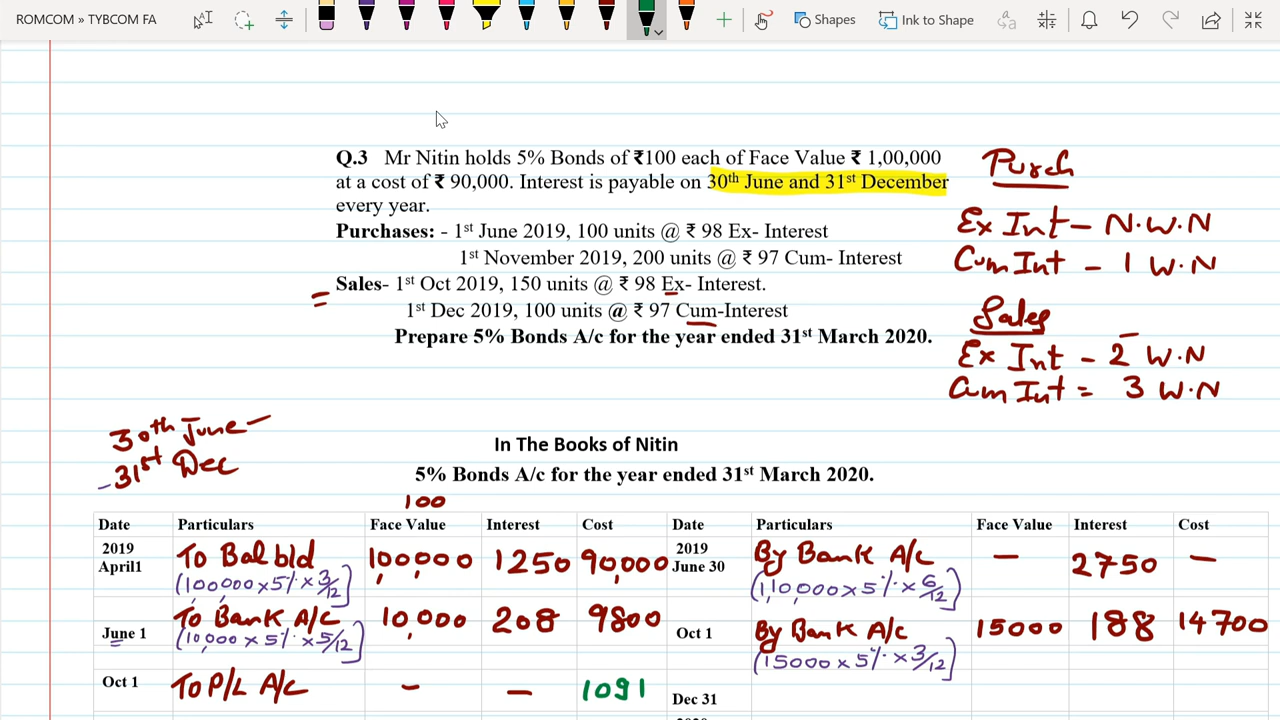 ROMCOM » TYBCOM FA
Shapes
Ink to Shape
Q.3 Mr Nitin holds 5% Bonds of ₹100 each of Face Value ₹ 1,00,000
at a cost of ₹ 90,000. Interest is payable on 30th June and 31st December
every year.
Purchases: - 1st June 2019, 100 units @ ₹ 98 Ex- Interest
1st November 2019, 200 units @ ₹ 97 Cum- Interest
Sales- 1st Oct 2019, 150 units @ ₹ 98 Ex- Interest.
1st Dec 2019, 100 units @ ₹ 97 Cum-Interest
Prepare 5% Bonds A/c for the year ended 31st March 2020.
Purch
Ex Int - N.W.N
Cum Int - 1 W.N
Sales
Ex Int - 2 W.N
Cum Int = 3 W.N
30th June -
- 31st Dec
In The Books of Nitin
5% Bonds A/c for the year ended 31st March 2020.
100
Date Particulars Face Value Interest Cost Date Particulars Face Value Interest Cost
2019 April1 To Bal b/d 100,000 1250 90,000 2019 June 30 By Bank A/C - 2750 -
(100,000 x 5% x 3/12) (1,10,000 x 5% x 6/12)
June 1 To Bank A/C 10,000 208 9800 Oct 1 By Bank A/C 15000 188 14700
(10,000 x 5% x 5/12) (15000 x 5% x 3/12)
Oct 1 To P/L A/C - - 1091
Dec 31